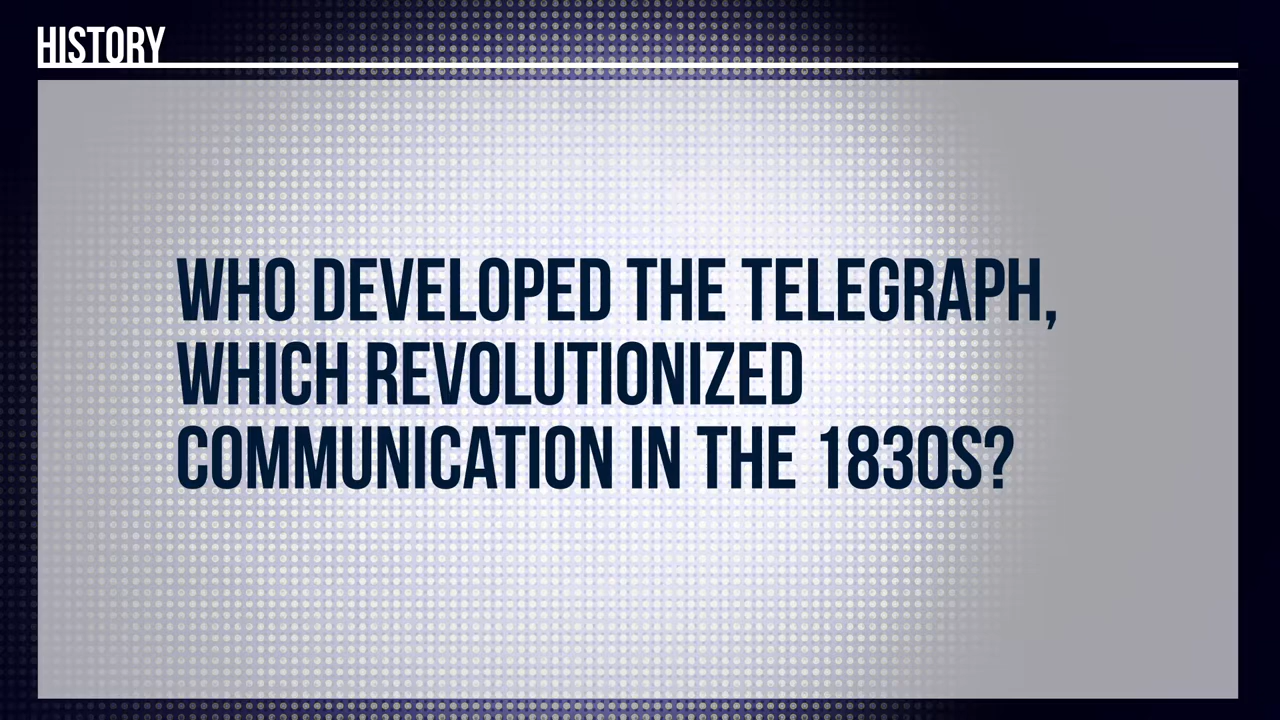 HISTORY
WHO DEVELOPED THE TELEGRAPH,
WHICH REVOLUTIONIZED
COMMUNICATION IN THE 1830S?